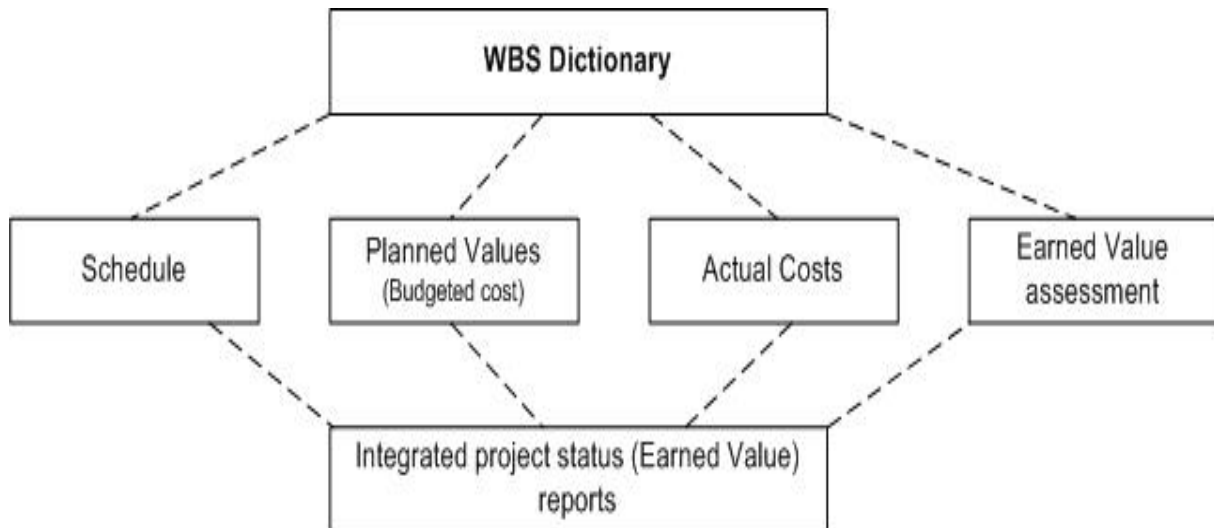 WBS Dictionary
Schedule
Planned Values
(Budgeted cost)
Actual Costs
Earned Value
assessment
Integrated project status (Earned Value)
reports